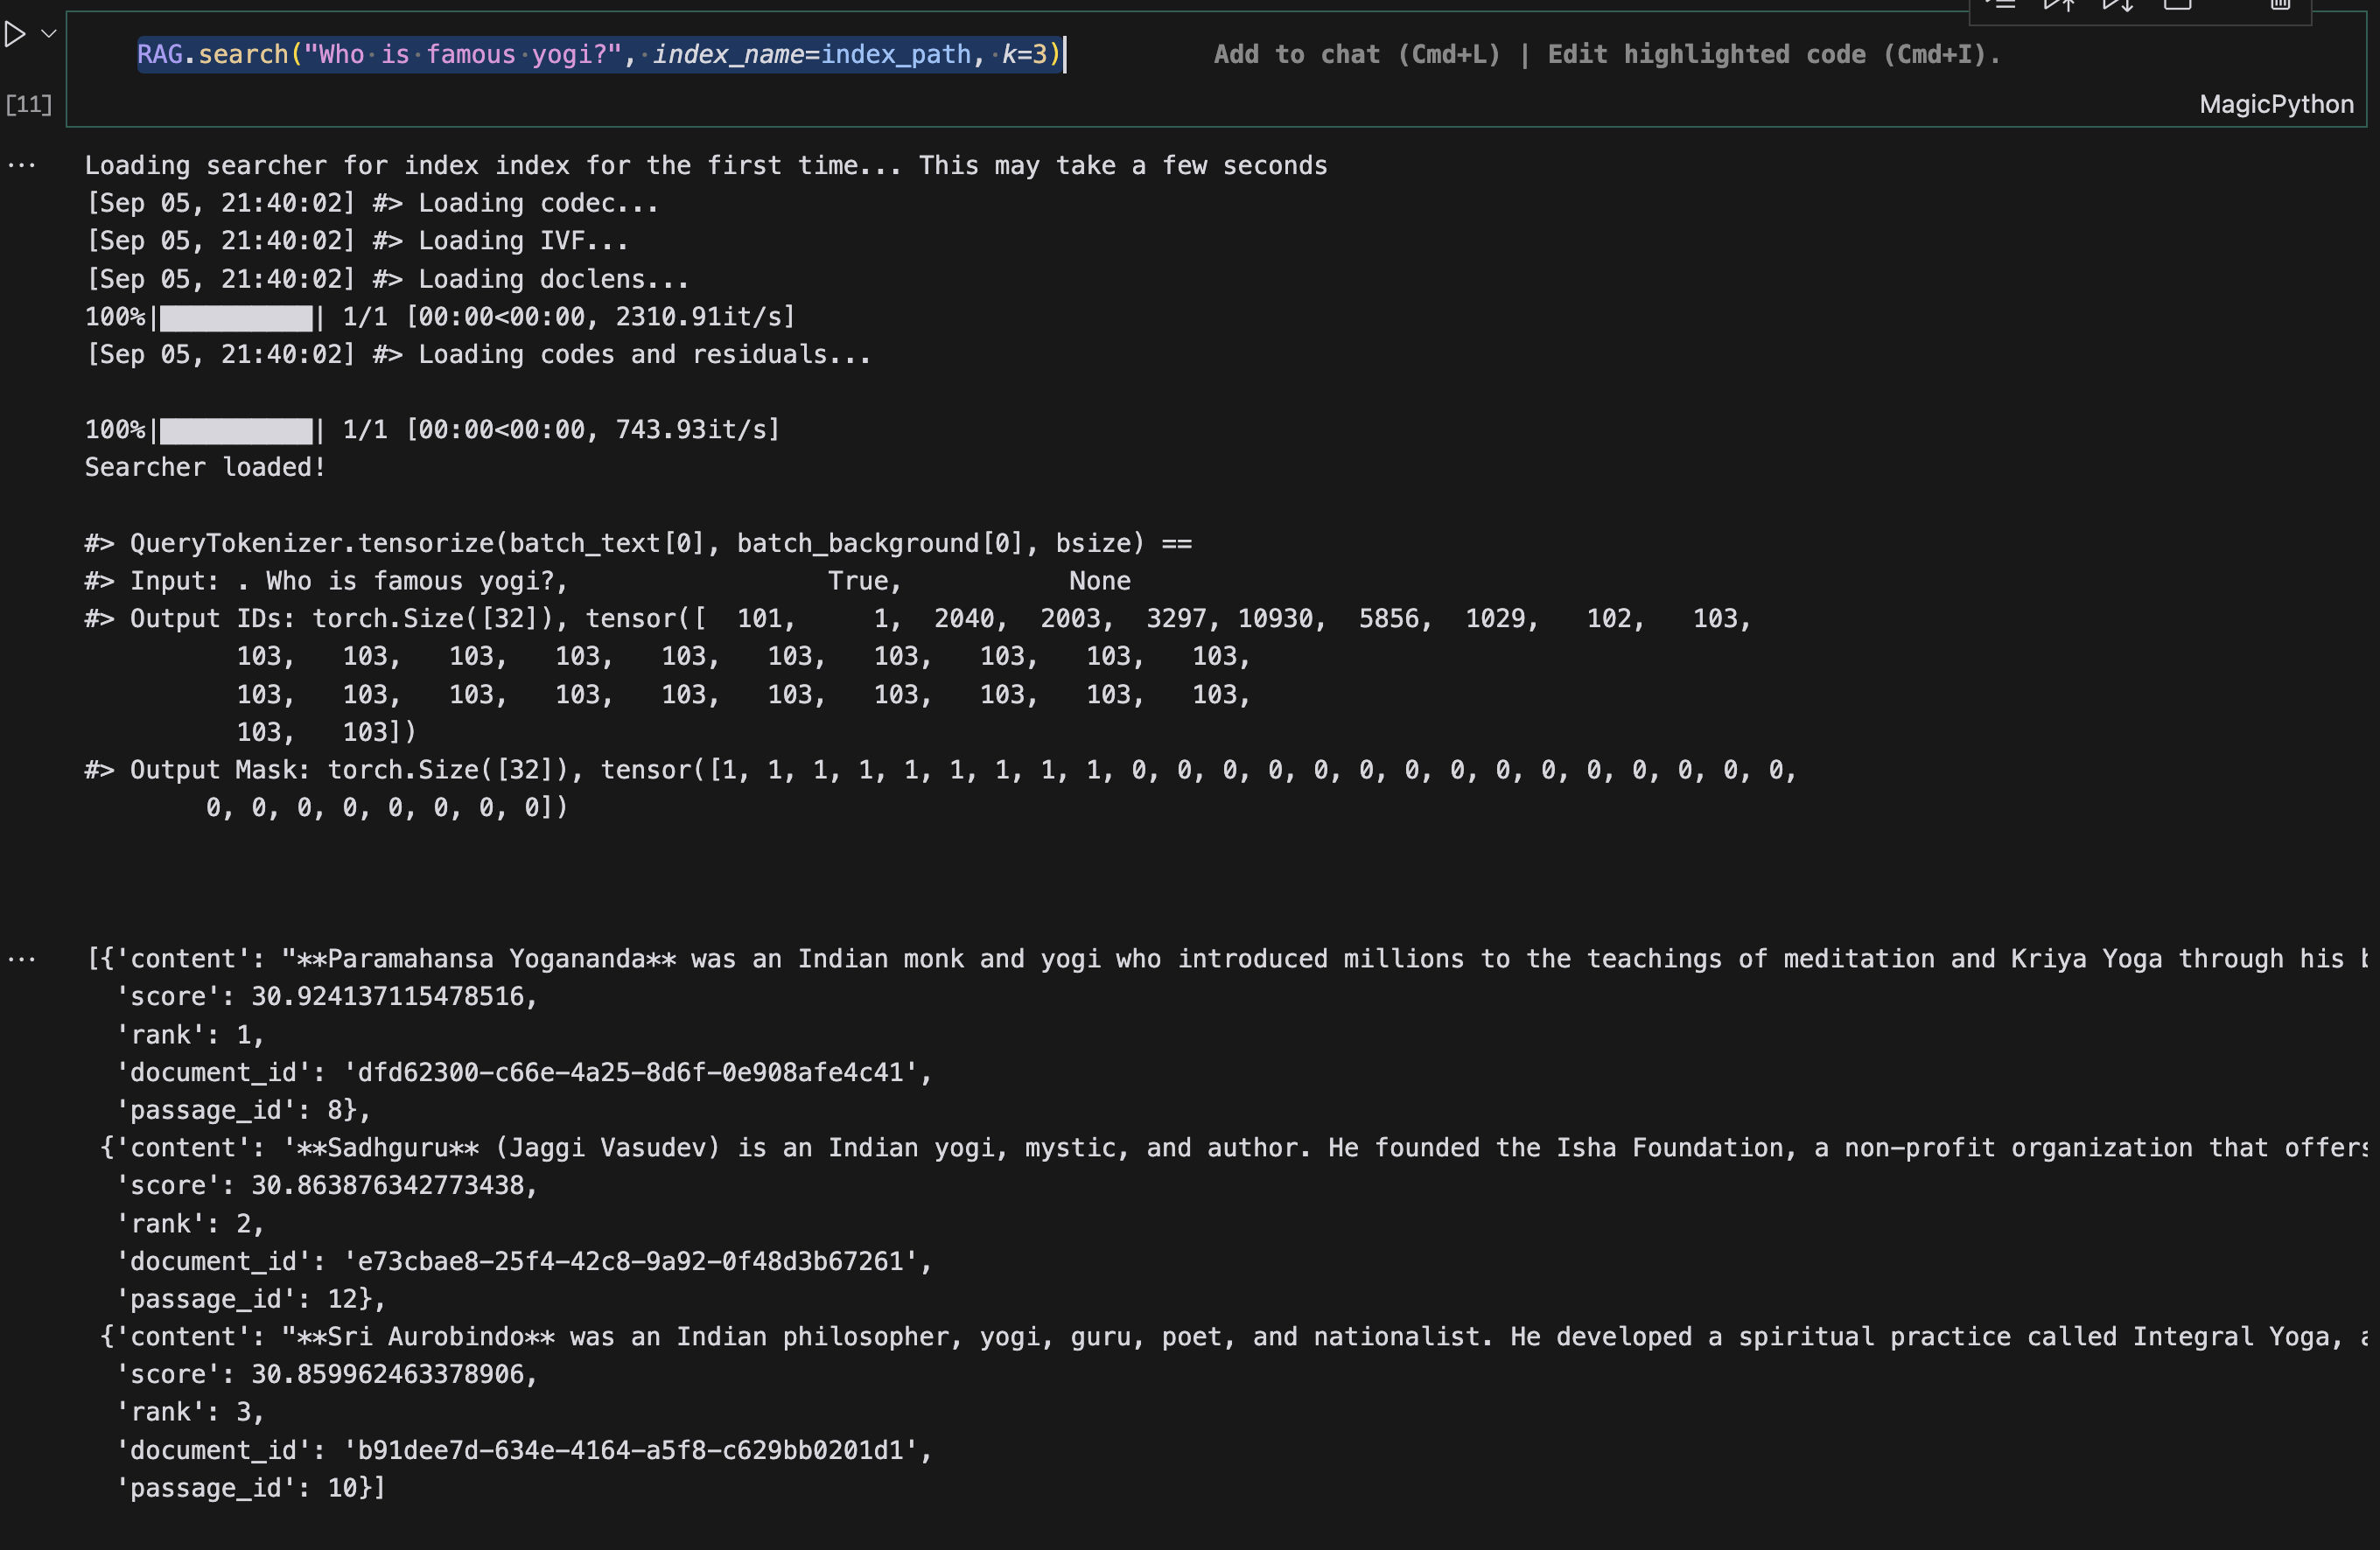 RAG.search("Who is famous yogi?", index_name=index_path, k=3) Add to chat (Cmd+L) | Edit highlighted code (Cmd+I).
[11]
MagicPython
... Loading searcher for index index for the first time... This may take a few seconds
[Sep 05, 21:40:02] #> Loading codec...
[Sep 05, 21:40:02] #> Loading IVF...
[Sep 05, 21:40:02] #> Loading doclens...
100%|██████████| 1/1 [00:00<00:00, 2310.91it/s]
[Sep 05, 21:40:02] #> Loading codes and residuals...
100%|██████████| 1/1 [00:00<00:00, 743.93it/s]
Searcher loaded!
#> QueryTokenizer.tensorize(batch_text[0], batch_background[0], bsize) ==
#> Input: . Who is famous yogi?, True, None
#> Output IDs: torch.Size([32]), tensor([ 101, 1, 2040, 2003, 3297, 10930, 5856, 1029, 102, 103,
103, 103, 103, 103, 103, 103, 103, 103, 103, 103,
103, 103, 103, 103, 103, 103, 103, 103, 103, 103,
103, 103])
#> Output Mask: torch.Size([32]), tensor([1, 1, 1, 1, 1, 1, 1, 1, 1, 0, 0, 0, 0, 0, 0, 0, 0, 0, 0, 0, 0, 0, 0, 0,
0, 0, 0, 0, 0, 0, 0, 0])
... [{'content': "**Paramahansa Yogananda** was an Indian monk and yogi who introduced millions to the teachings of meditation and Kriya Yoga through his
'score': 30.924137115478516,
'rank': 1,
'document_id': 'dfd62300-c66e-4a25-8d6f-0e908afe4c41',
'passage_id': 8},
{'content': '**Sadhguru** (Jaggi Vasudev) is an Indian yogi, mystic, and author. He founded the Isha Foundation, a non-profit organization that offers
'score': 30.863876342773438,
'rank': 2,
'document_id': 'e73cbae8-25f4-42c8-9a92-0f48d3b67261',
'passage_id': 12},
{'content': "**Sri Aurobindo** was an Indian philosopher, yogi, guru, poet, and nationalist. He developed a spiritual practice called Integral Yoga,
'score': 30.859962463378906,
'rank': 3,
'document_id': 'b91dee7d-634e-4164-a5f8-c629bb0201d1',
'passage_id': 10}]